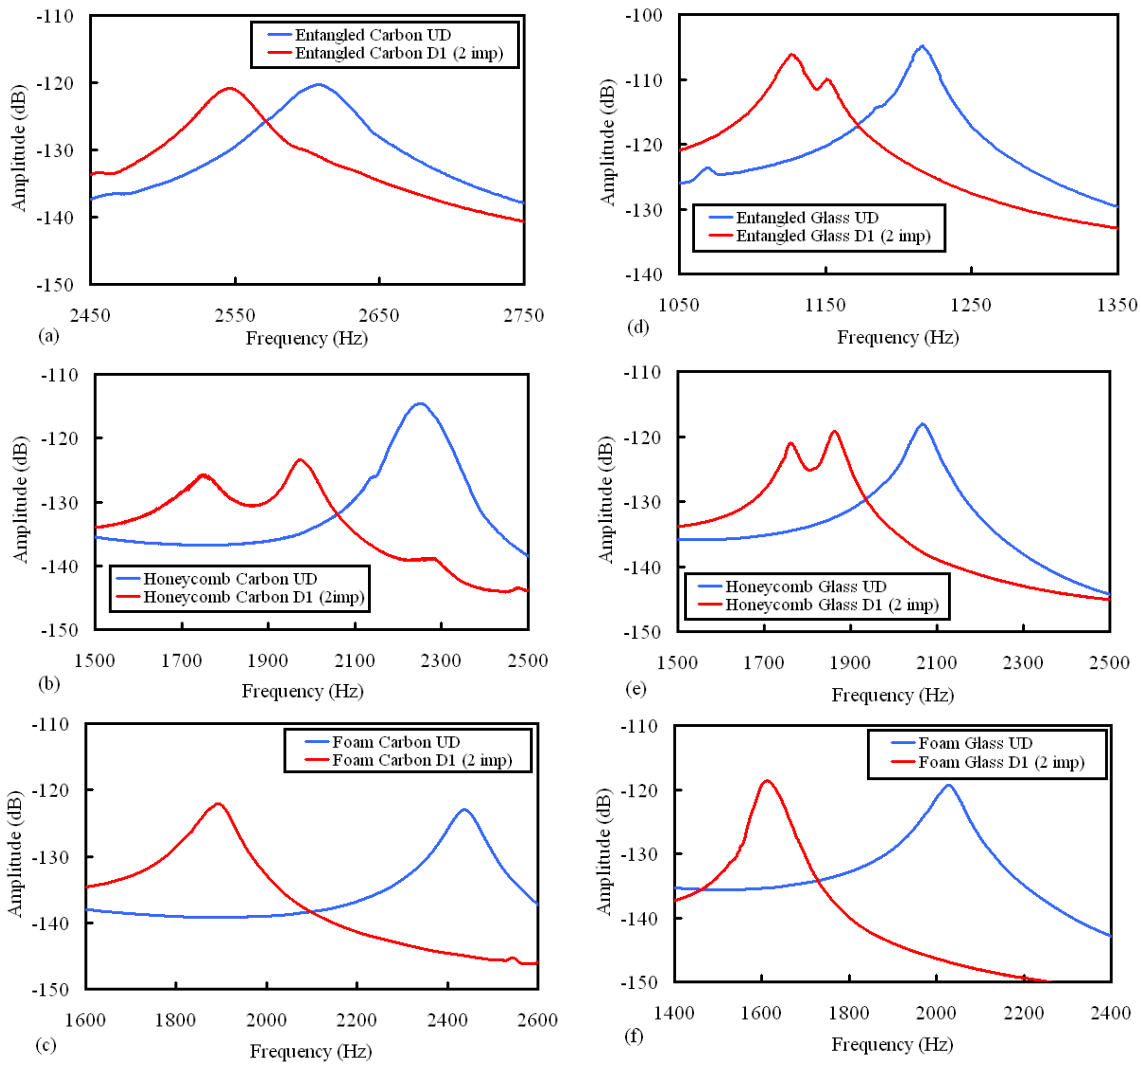 -110
-120
-130
-140
-150
Amplitude (dB)
Entangled Carbon UD
Entangled Carbon D1 (2 imp)
2450 2550 2650 2750
Frequency (Hz)
(a)
-100
-110
-120
-130
-140
Amplitude (dB)
Entangled Glass UD
Entangled Glass D1 (2 imp)
1050 1150 1250 1350
Frequency (Hz)
(d)
-110
-120
-130
-140
-150
Amplitude (dB)
Honeycomb Carbon UD
Honeycomb Carbon D1 (2imp)
1500 1700 1900 2100 2300 2500
Frequency (Hz)
(b)
-110
-120
-130
-140
-150
Amplitude (dB)
Honeycomb Glass UD
Honeycomb Glass D1 (2 imp)
1500 1700 1900 2100 2300 2500
Frequency (Hz)
(e)
-110
-120
-130
-140
-150
Amplitude (dB)
Foam Carbon UD
Foam Carbon D1 (2 imp)
1600 1800 2000 2200 2400 2600
Frequency (Hz)
(c)
-110
-120
-130
-140
-150
Amplitude (dB)
Foam Glass UD
Foam Glass D1 (2 imp)
1400 1600 1800 2000 2200 2400
Frequency (Hz)
(f)